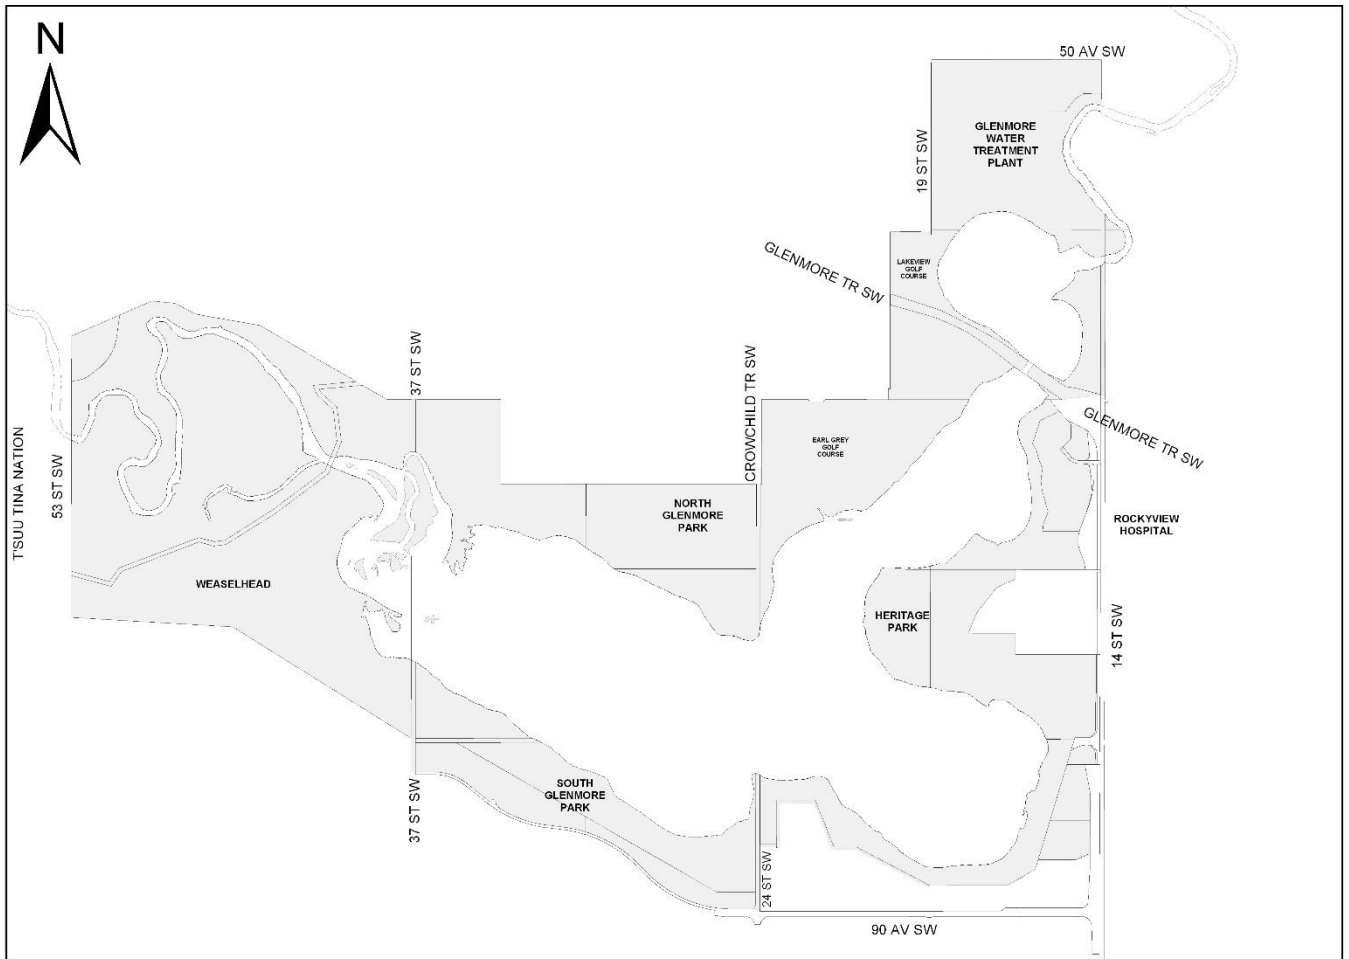 N
50 AV SW
GLENMORE
WATER
TREATMENT
PLANT
19 ST SW
LAKEVIEW
GOLF
COURSE
GLENMORE TR SW
37 ST SW
CROWCHILD TR SW
GLENMORE TR SW
EARL GREY
GOLF
COURSE
T'SUU TINA NATION
53 ST SW
NORTH
GLENMORE
PARK
ROCKYVIEW
HOSPITAL
WEASELHEAD
HERITAGE
PARK
14 ST SW
SOUTH
GLENMORE
PARK
37 ST SW
24 ST SW
90 AV SW